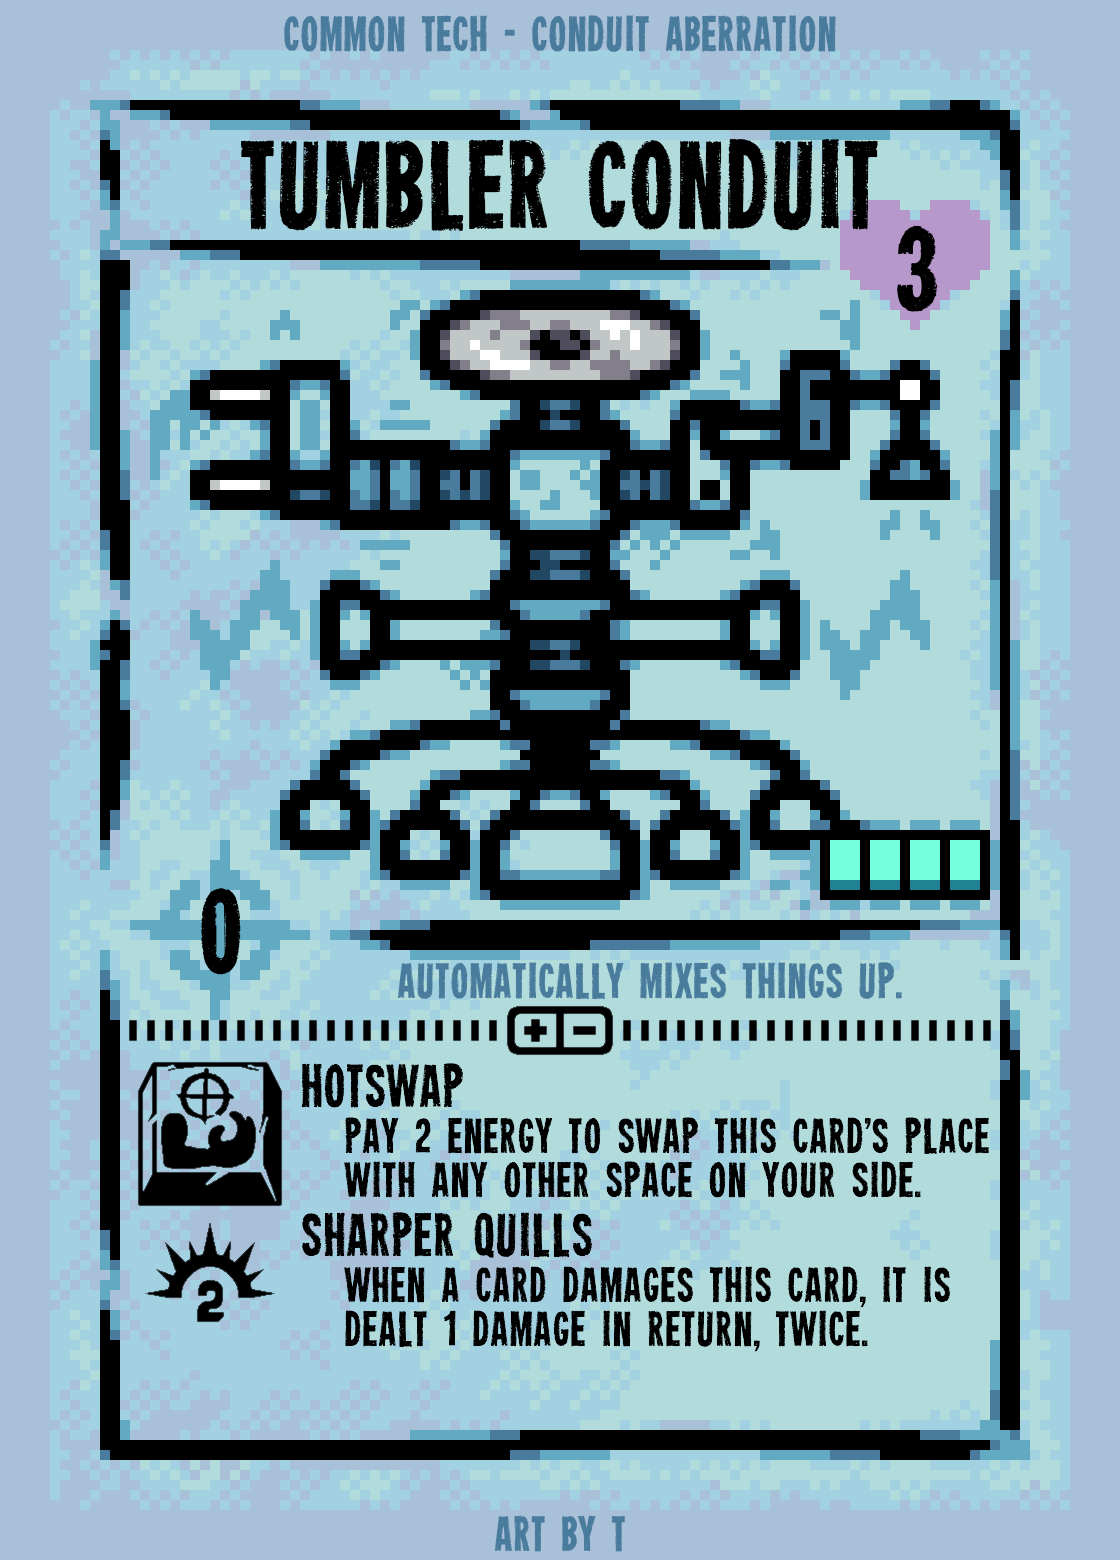 COMMON TECH - CONDUIT ABERRATION
TUMBLER CONDUIT
3
0
AUTOMATICALLY MIXES THINGS UP.
HOTSWAP
PAY 2 ENERGY TO SWAP THIS CARD'S PLACE
WITH ANY OTHER SPACE ON YOUR SIDE.
SHARPER QUILLS
2
WHEN A CARD DAMAGES THIS CARD, IT IS
DEALT 1 DAMAGE IN RETURN, TWICE.
ART BY T